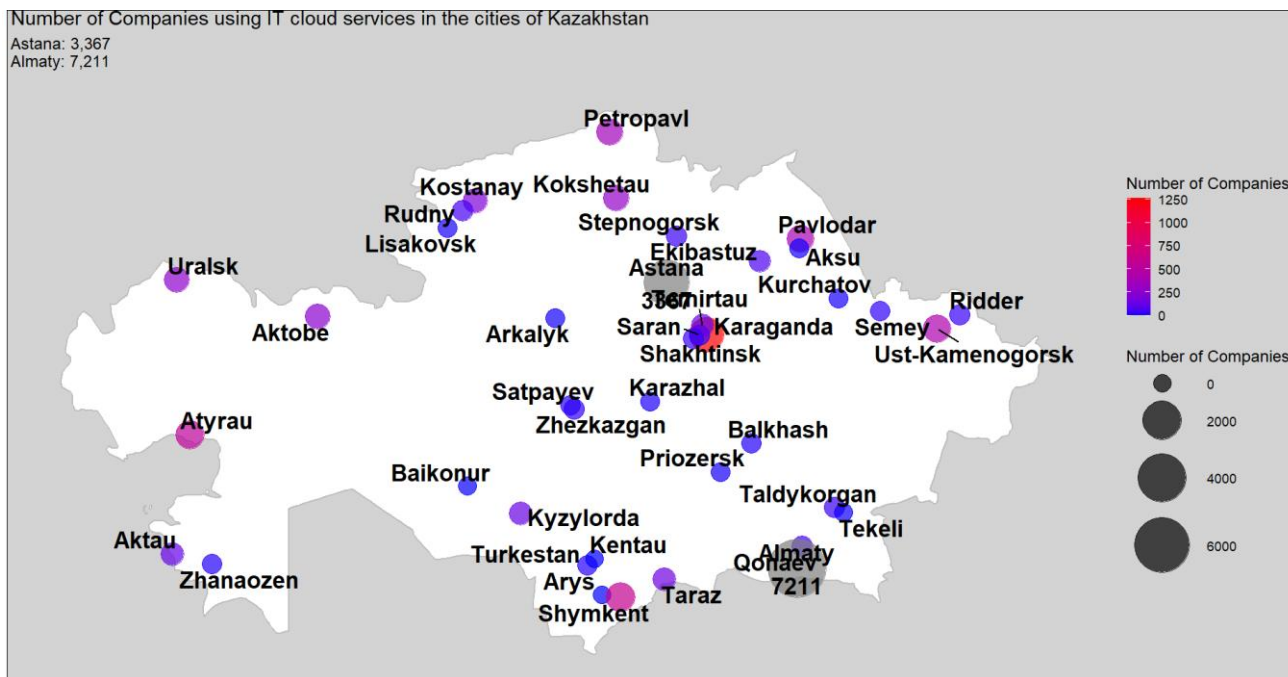 Number of Companies using IT cloud services in the cities of Kazakhstan
Astana: 3,367
Almaty: 7,211
Petropavl
Kostanay
Kokshetau
Rudny
Stepnogorsk
Pavlodar
Lisakovsk
Ekibastuz
Aksu
Uralsk
Astana
Kurchatov
3367
Temirtau
Ridder
Aktobe
Arkalyk
Saran
Karaganda
Semey
Shakhtinsk
Ust-Kamenogorsk
Satpayev
Karazhal
Atyrau
Zhezkazgan
Balkhash
Priozersk
Baikonur
Taldykorgan
Kyzylorda
Tekeli
Aktau
Kentau
Turkestan
Almaty
Qonaev
Zhanaozen
Arys
7211
Taraz
Shymkent
Number of Companies
1250
1000
750
500
250
0
Number of Companies
0
2000
4000
6000